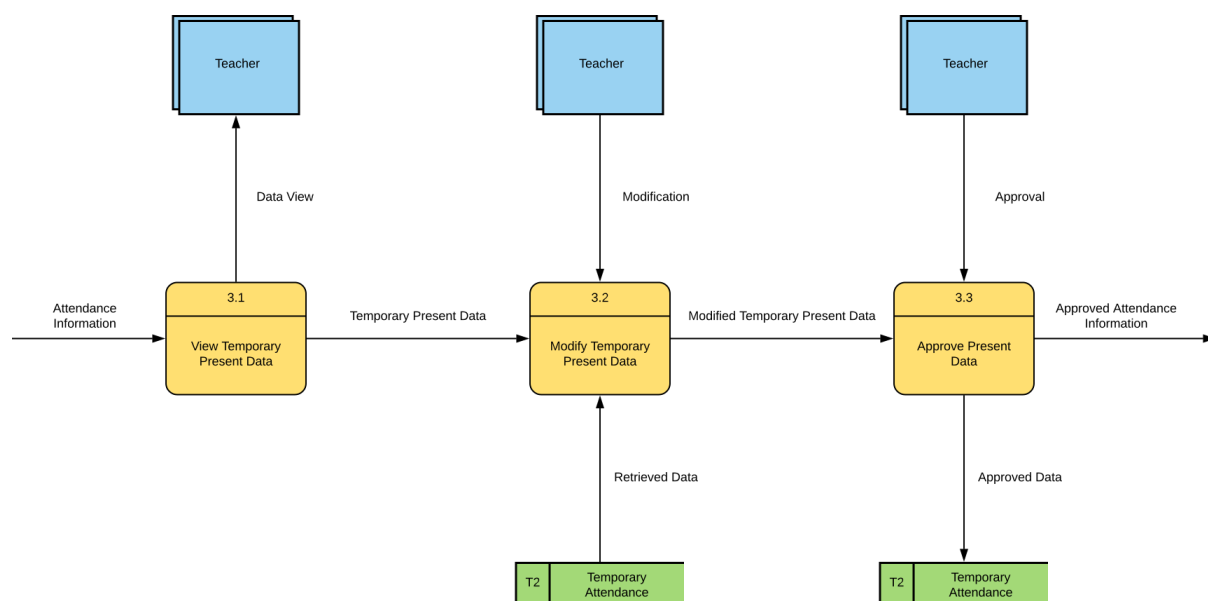 Teacher
Teacher
Teacher
Data View
Modification
Approval
Attendance
Information
3.1
View Temporary
Present Data
Temporary Present Data
3.2
Modify Temporary
Present Data
Modified Temporary Present Data
3.3
Approve Present
Data
Approved Attendance
Information
Retrieved Data
Approved Data
T2
Temporary
Attendance
T2
Temporary
Attendance